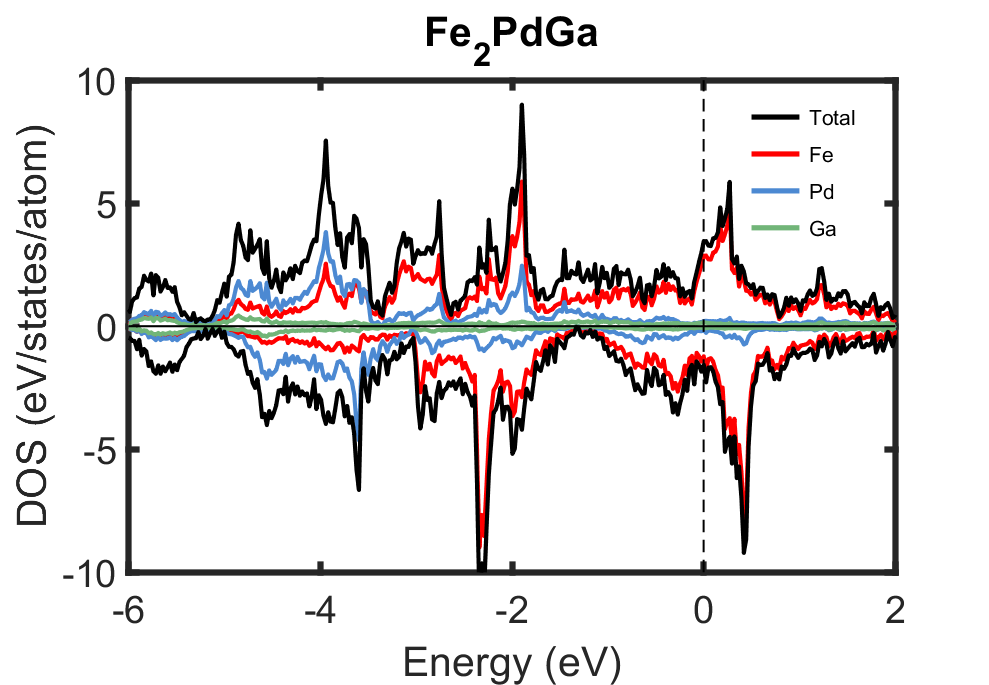 Fe₂PdGa
DOS (eV/states/atom)
10
5
0
-5
-10
Total
Fe
Pd
Ga
-6 -4 -2 0 2
Energy (eV)